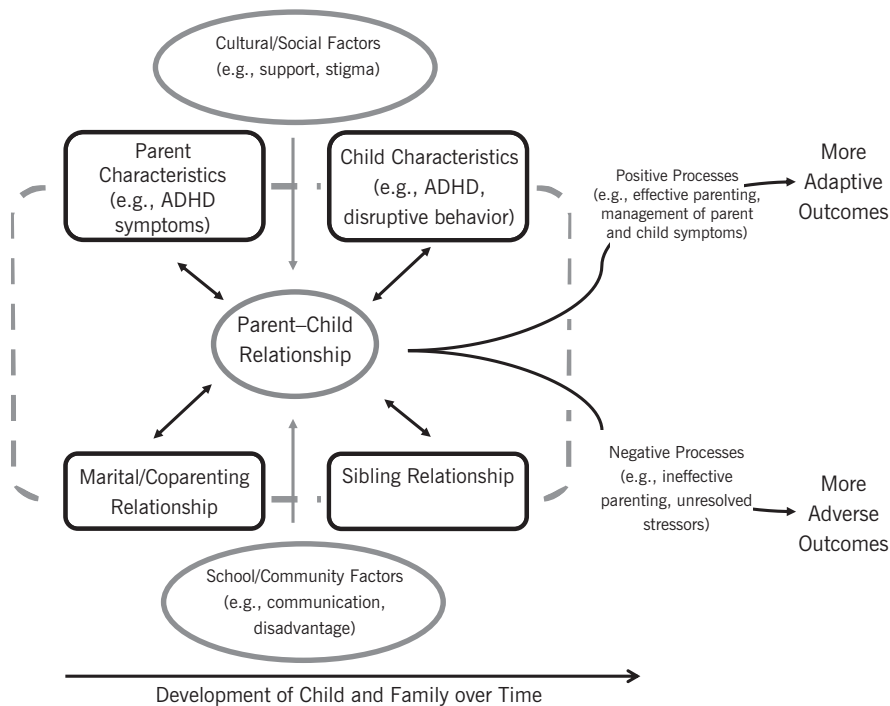 Cultural/Social Factors
(e.g., support, stigma)
Parent
Characteristics
(e.g., ADHD
symptoms)
Child Characteristics
(e.g., ADHD,
disruptive behavior)
Positive Processes
(e.g., effective parenting,
management of parent
and child symptoms)
More
Adaptive
Outcomes
Parent–Child
Relationship
Marital/Coparenting
Relationship
Sibling Relationship
Negative Processes
(e.g., ineffective
parenting, unresolved
stressors)
More
Adverse
Outcomes
School/Community Factors
(e.g., communication,
disadvantage)
Development of Child and Family over Time